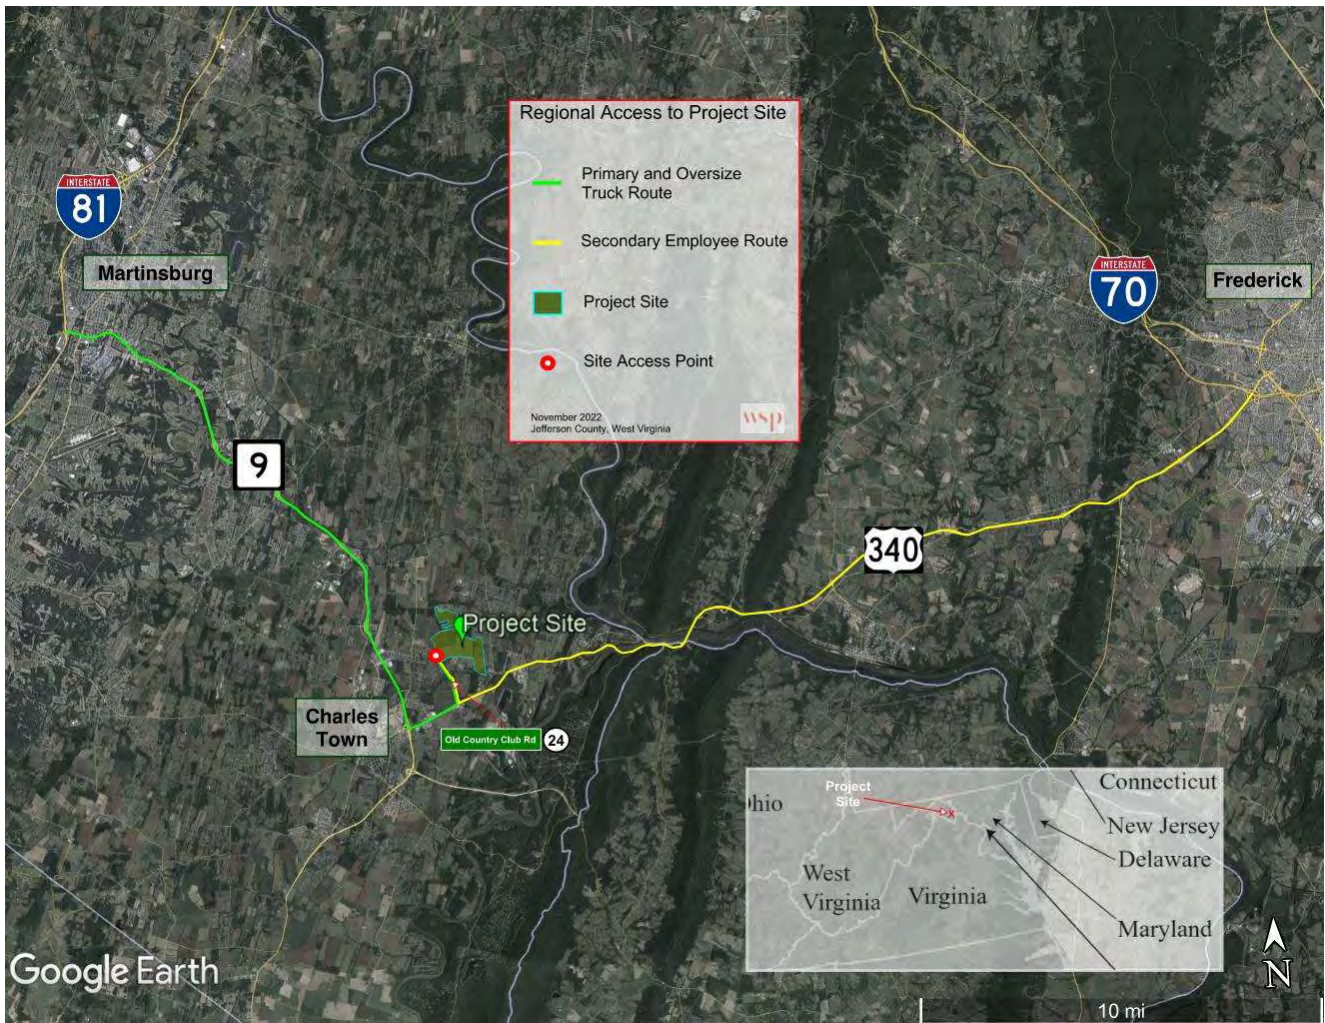 Regional Access to Project Site
Primary and Oversize
Truck Route
Secondary Employee Route
Project Site
Site Access Point
November 2022
Jefferson County, West Virginia
wsp
INTERSTATE
81
Martinsburg
INTERSTATE
70
Frederick
9
340
Project Site
Charles
Town
Old Country Club Rd
24
Project
Site
hio
West
Virginia
Virginia
Connecticut
New Jersey
Delaware
Maryland
Google Earth
N
10 mi